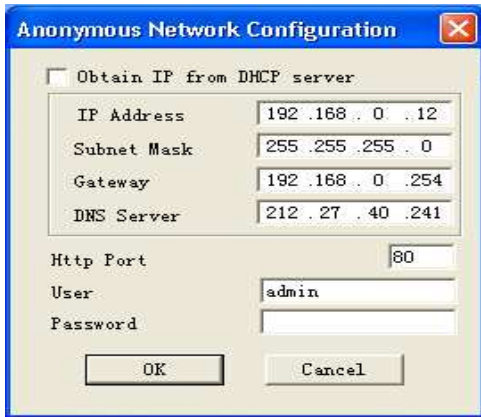 Anonymous Network Configuration
Obtain IP from DHCP server
IP Address 192 .168 . 0 .12
Subnet Mask 255 .255 .255 . 0
Gateway 192 .168 . 0 .254
DNS Server 212 . 27 . 40 .241
Http Port 80
User admin
Password
OK Cancel